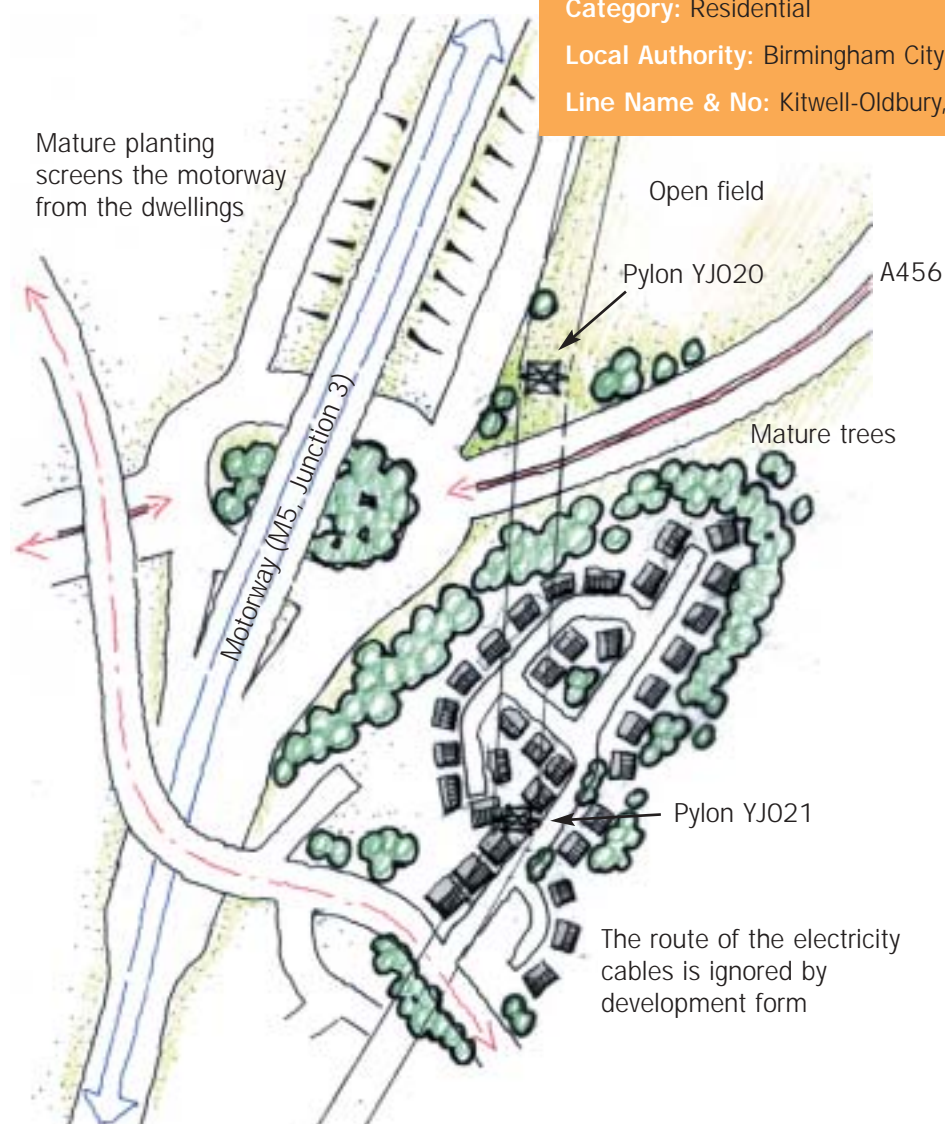 Category: Residential
Local Authority: Birmingham City
Line Name & No: Kitwell-Oldbury,
Mature planting
screens the motorway
from the dwellings
Open field
Pylon YJ020
A456
Mature trees
Motorway (M5, Junction 3)
Pylon YJ021
The route of the electricity
cables is ignored by
development form